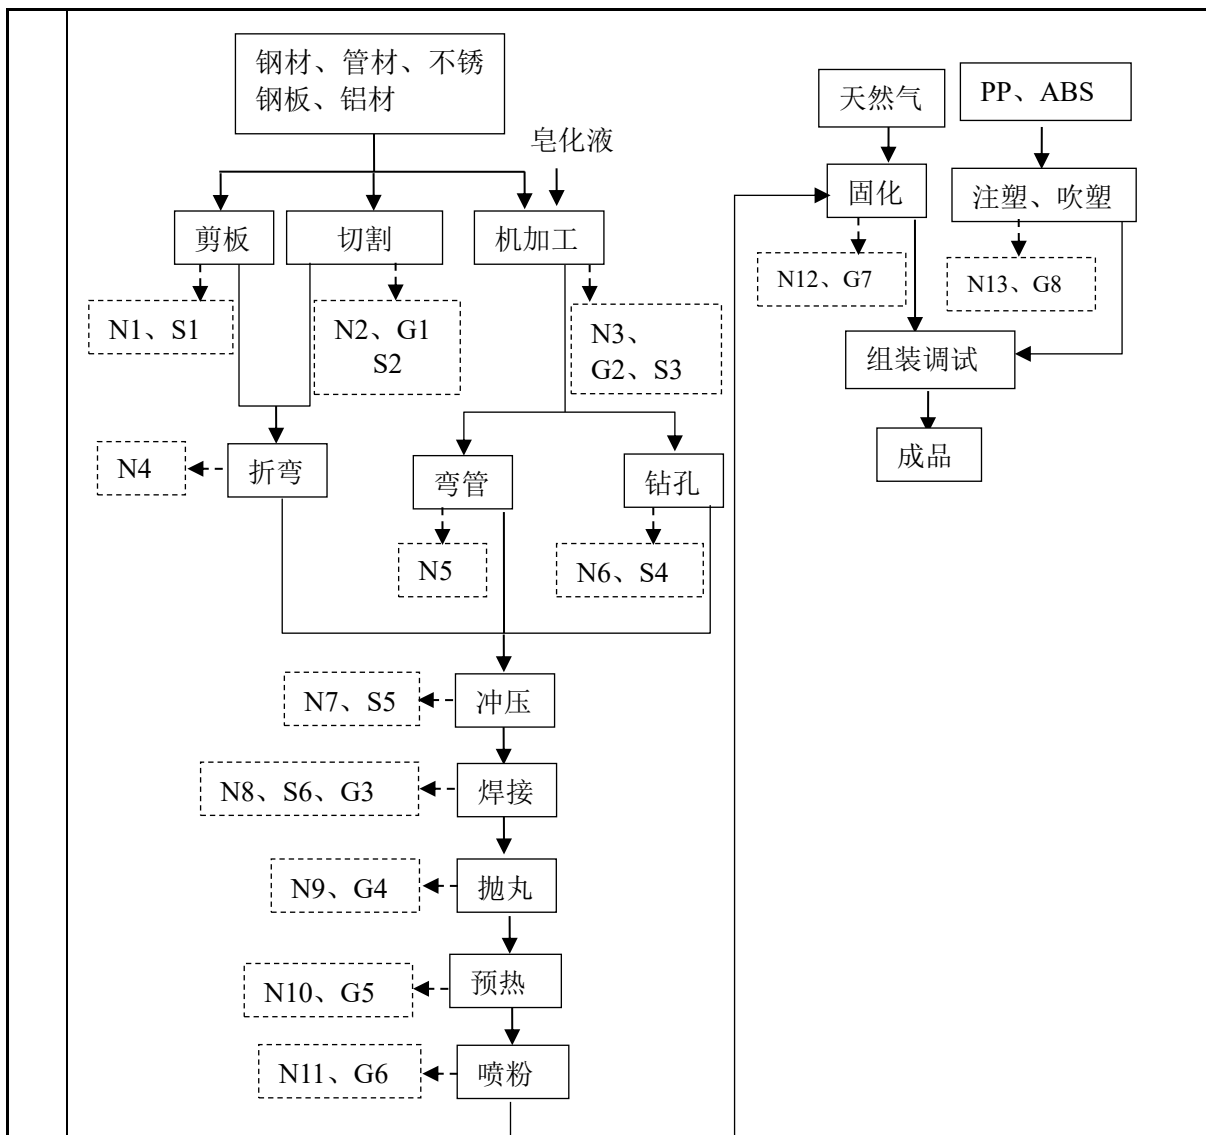 钢材、管材、不锈
钢板、铝材
皂化液
剪板
切割
机加工
N1、S1
N2、G1
S2
N3、
G2、S3
N4
折弯
弯管
钻孔
N5
N6、S4
N7、S5
冲压
N8、S6、G3
焊接
N9、G4
抛丸
N10、G5
预热
N11、G6
喷粉
天然气
PP、ABS
固化
注塑、吹塑
N12、G7
N13、G8
组装调试
成品